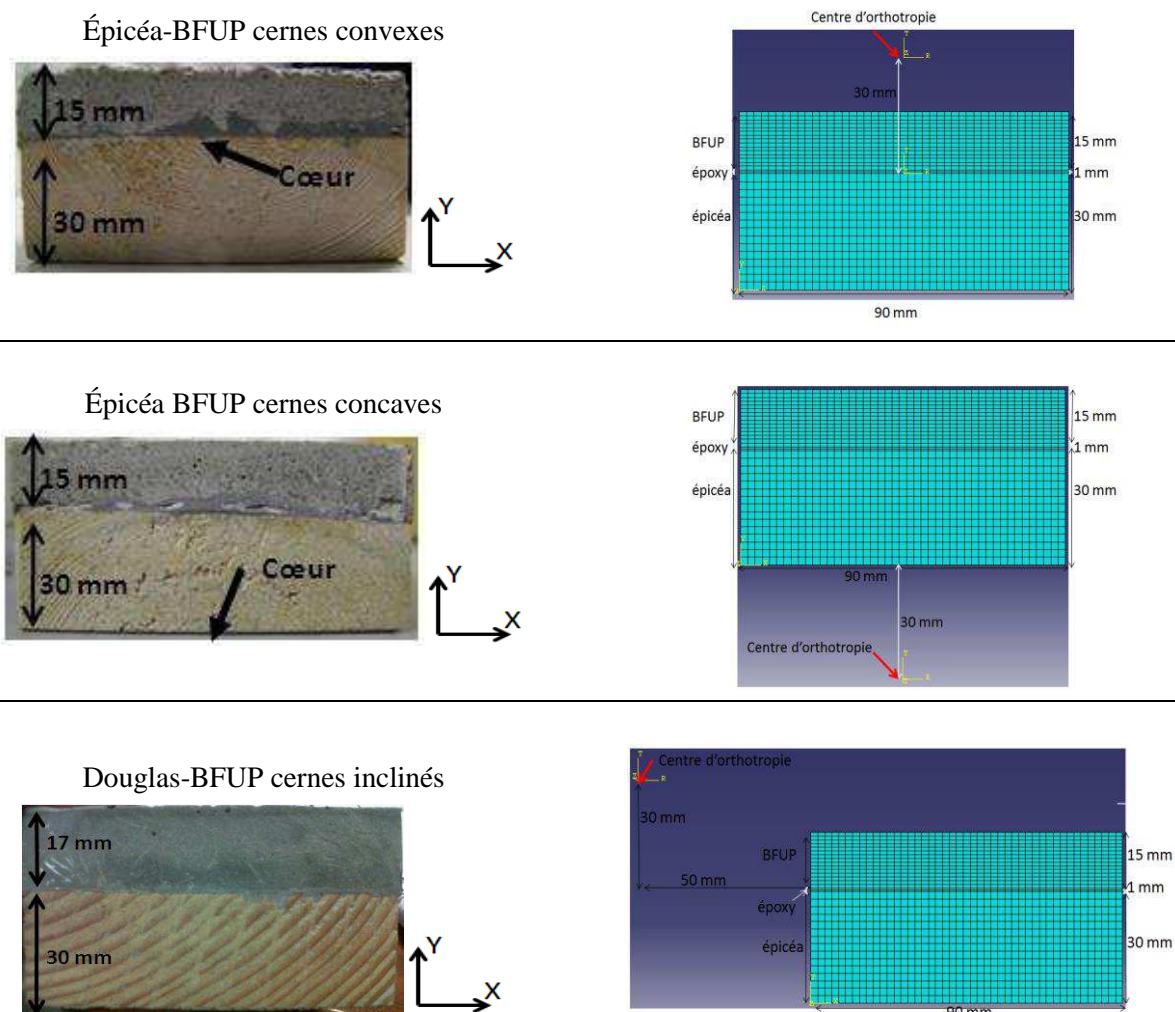 Épicéa-BFUP cernes convexes
15 mm
Cœur
30 mm
Y
X
Centre d'orthotropie
T
R
30 mm
BFUP
15 mm
époxy
1 mm
épicéa
30 mm
90 mm
Épicéa BFUP cernes concaves
15 mm
Cœur
30 mm
Y
X
BFUP
15 mm
époxy
1 mm
épicéa
30 mm
90 mm
30 mm
Centre d'orthotropie
T
R
Douglas-BFUP cernes inclinés
17 mm
30 mm
Y
X
Centre d'orthotropie
T
R
30 mm
BFUP
15 mm
50 mm
1 mm
époxy
épicéa
30 mm
90 mm